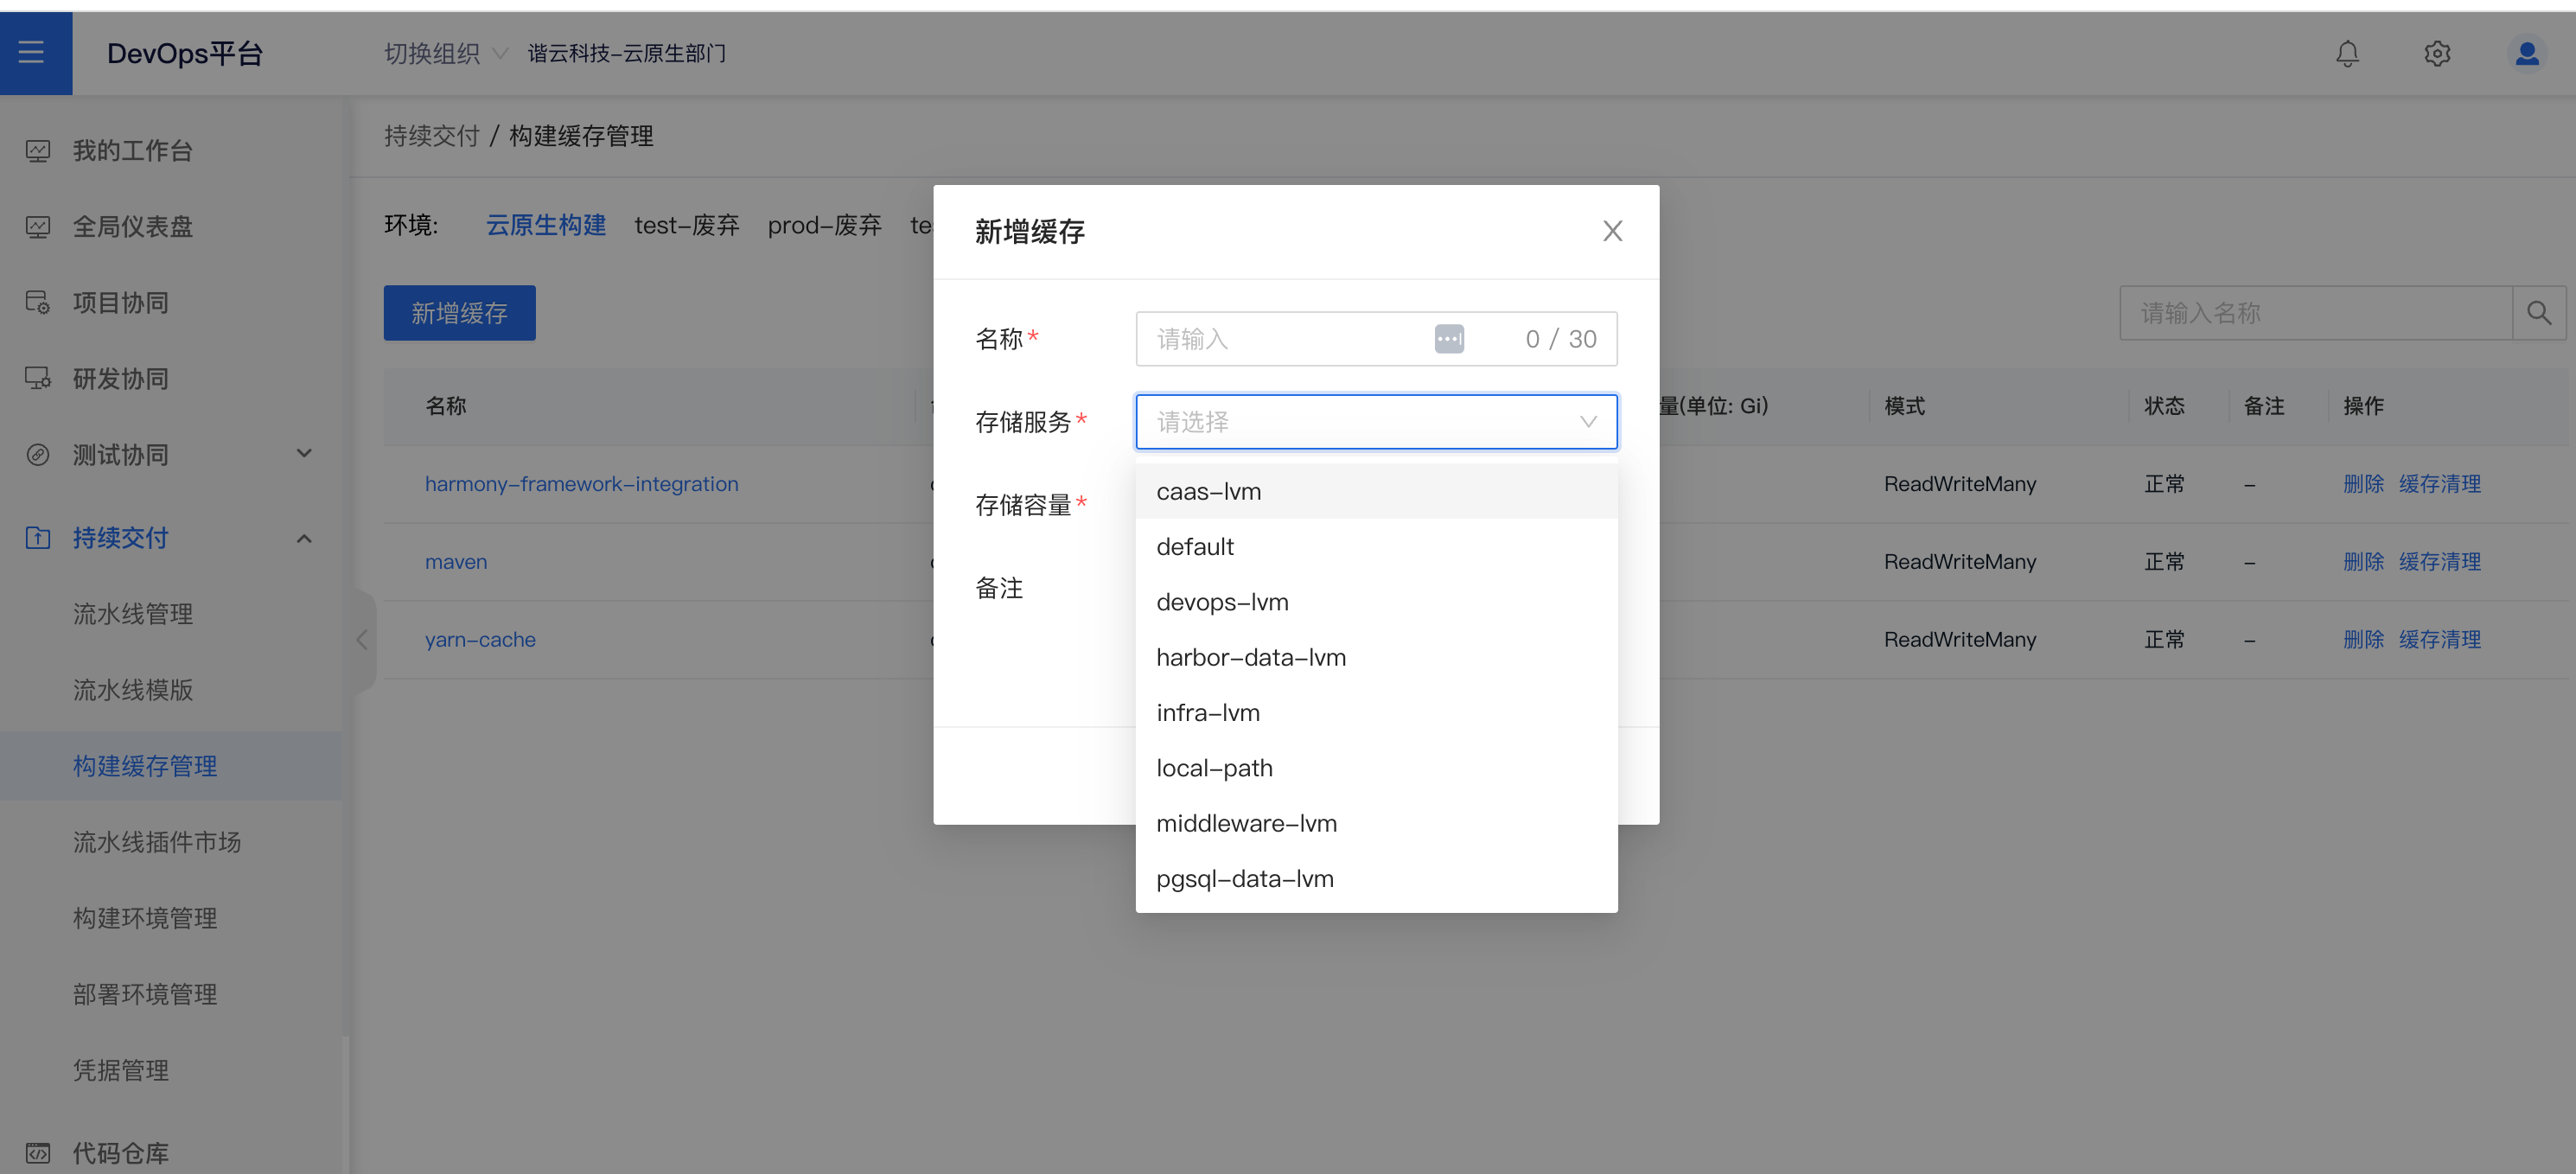 DevOps平台
切换组织 谐云科技-云原生部门
我的工作台
全局仪表盘
项目协同
研发协同
测试协同
持续交付
流水线管理
流水线模版
构建缓存管理
流水线插件市场
构建环境管理
部署环境管理
凭据管理
代码仓库
持续交付 / 构建缓存管理
环境: 云原生构建 test-废弃 prod-废弃
新增缓存
请输入名称
名称 量(单位: Gi) 模式 状态 备注 操作
harmony-framework-integration ReadWriteMany 正常 - 删除 缓存清理
maven ReadWriteMany 正常 - 删除 缓存清理
yarn-cache ReadWriteMany 正常 - 删除 缓存清理
新增缓存
名称* 请输入 0 / 30
存储服务* 请选择
存储容量*
备注
caas-lvm
default
devops-lvm
harbor-data-lvm
infra-lvm
local-path
middleware-lvm
pgsql-data-lvm